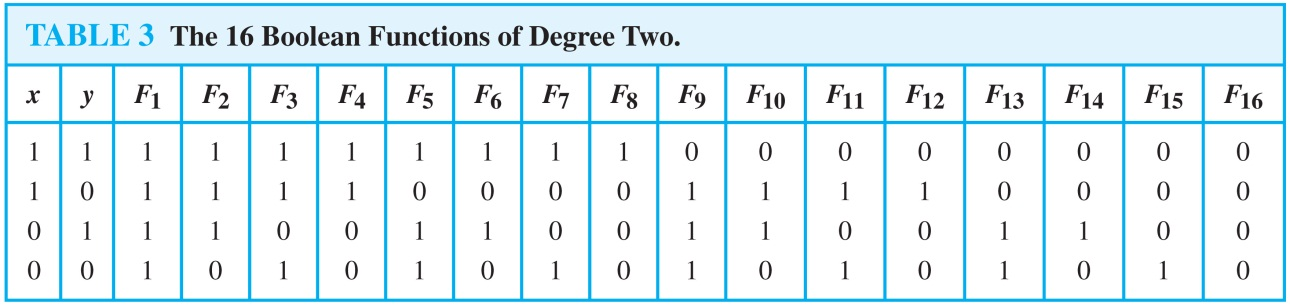 TABLE 3 The 16 Boolean Functions of Degree Two.
x y F1 F2 F3 F4 F5 F6 F7 F8 F9 F10 F11 F12 F13 F14 F15 F16
1 1 1 1 1 1 1 1 1 1 0 0 0 0 0 0 0 0
1 0 1 1 1 1 0 0 0 0 1 1 1 1 0 0 0 0
0 1 1 1 0 0 1 1 0 0 1 1 0 0 1 1 0 0
0 0 1 0 1 0 1 0 1 0 1 0 1 0 1 0 1 0